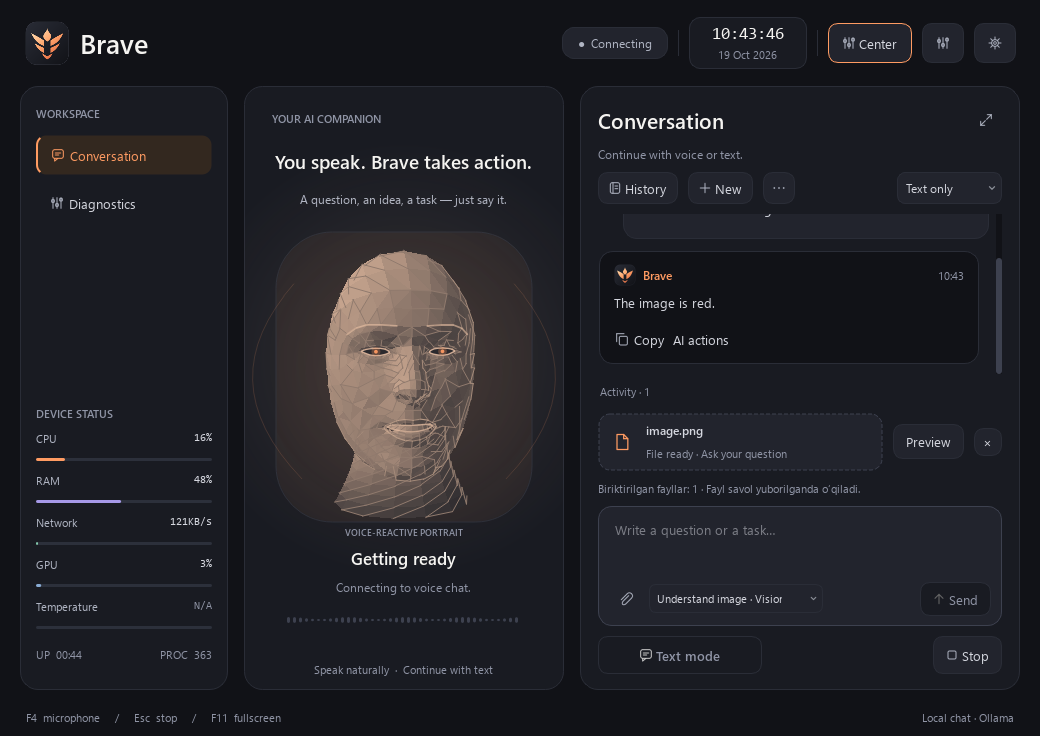 Brave
● Connecting
10:43:46
19 Oct 2026
Center
WORKSPACE
Conversation
Diagnostics
DEVICE STATUS
CPU 16%
RAM 48%
Network 121KB/s
GPU 3%
Temperature N/A
UP 00:44 PROC 363
YOUR AI COMPANION
You speak. Brave takes action.
A question, an idea, a task — just say it.
VOICE-REACTIVE PORTRAIT
Getting ready
Connecting to voice chat.
Speak naturally · Continue with text
Conversation
Continue with voice or text.
History + New ··· Text only
Brave 10:43
The image is red.
Copy AI actions
Activity · 1
image.png
File ready · Ask your question
Preview ×
Biriktirilgan fayllar: 1 · Fayl savol yuborilganda o'qiladi.
Write a question or a task...
Understand image · Visior
Send
Text mode
Stop
F4 microphone / Esc stop / F11 fullscreen
Local chat · Ollama